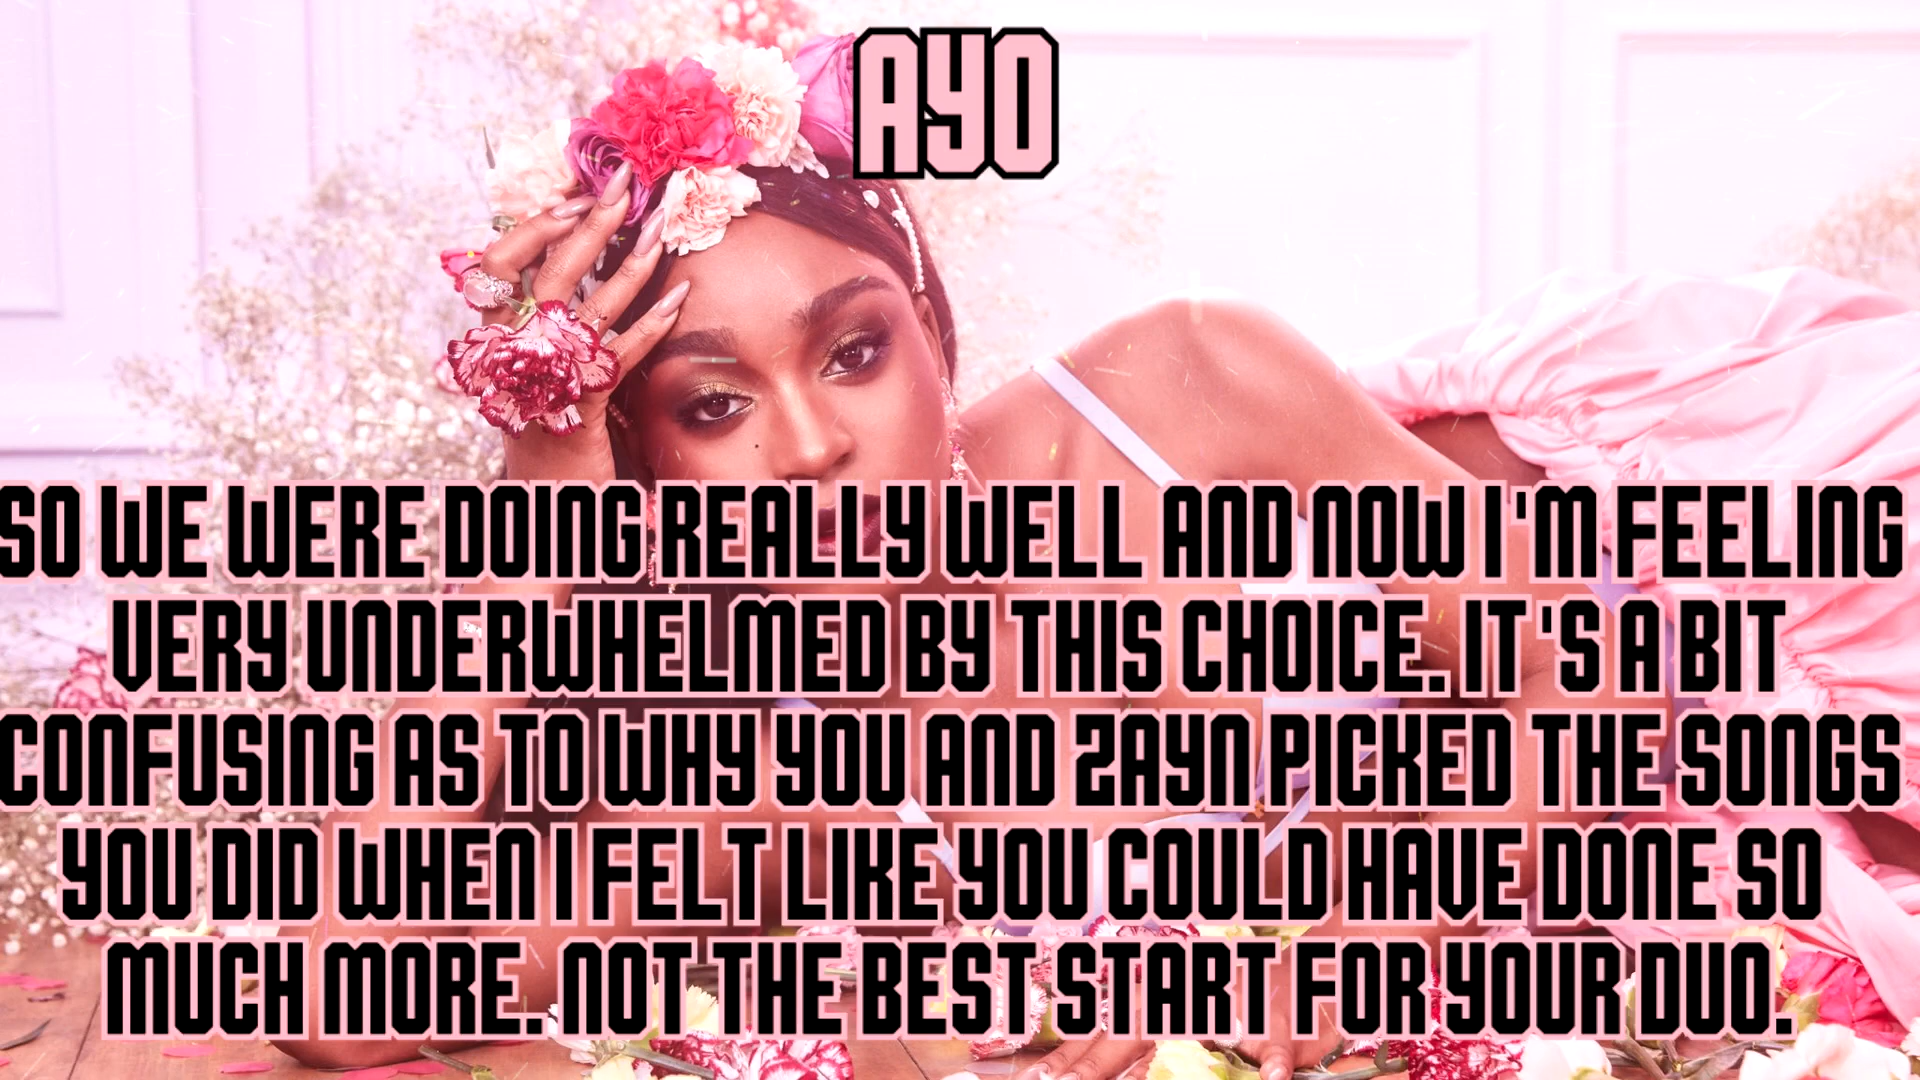 AYO
SO WE WERE DOING REALLY WELL AND NOW I'M FEELING
VERY UNDERWHELMED BY THIS CHOICE. IT'S A BIT
CONFUSING AS TO WHY YOU AND ZAYN PICKED THE SONGS
YOU DID WHEN I FELT LIKE YOU COULD HAVE DONE SO
MUCH MORE. NOT THE BEST START FOR YOUR DUO.